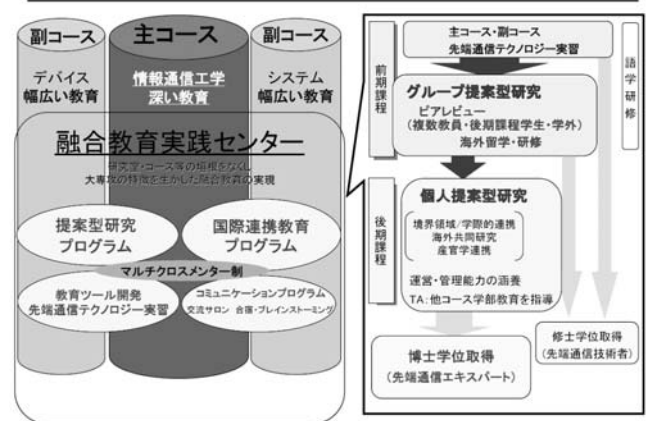 副コース
主コース
副コース
デバイス
幅広い教育
情報通信工学
深い教育
システム
幅広い教育
融合教育実践センター
研究室・コース等の垣根をなくし
大専攻の特徴を生かした融合教育の実現
提案型研究
プログラム
国際連携教育
プログラム
マルチクロスメンター制
教育ツール開発
先端通信テクノロジー実習
コミュニケーションプログラム
交流サロン 合宿・ブレインストーミング
前期課程
主コース・副コース
先端通信テクノロジー実習
語学研修
グループ提案型研究
ピアレビュー
(複数教員・後期課程学生・学外)
海外留学・研修
後期課程
個人提案型研究
境界領域/学際的連携
海外共同研究
産官学連携
運営・管理能力の涵養
TA:他コース学部教育を指導
博士学位取得
(先端通信エキスパート)
修士学位取得
(先端通信技術者)